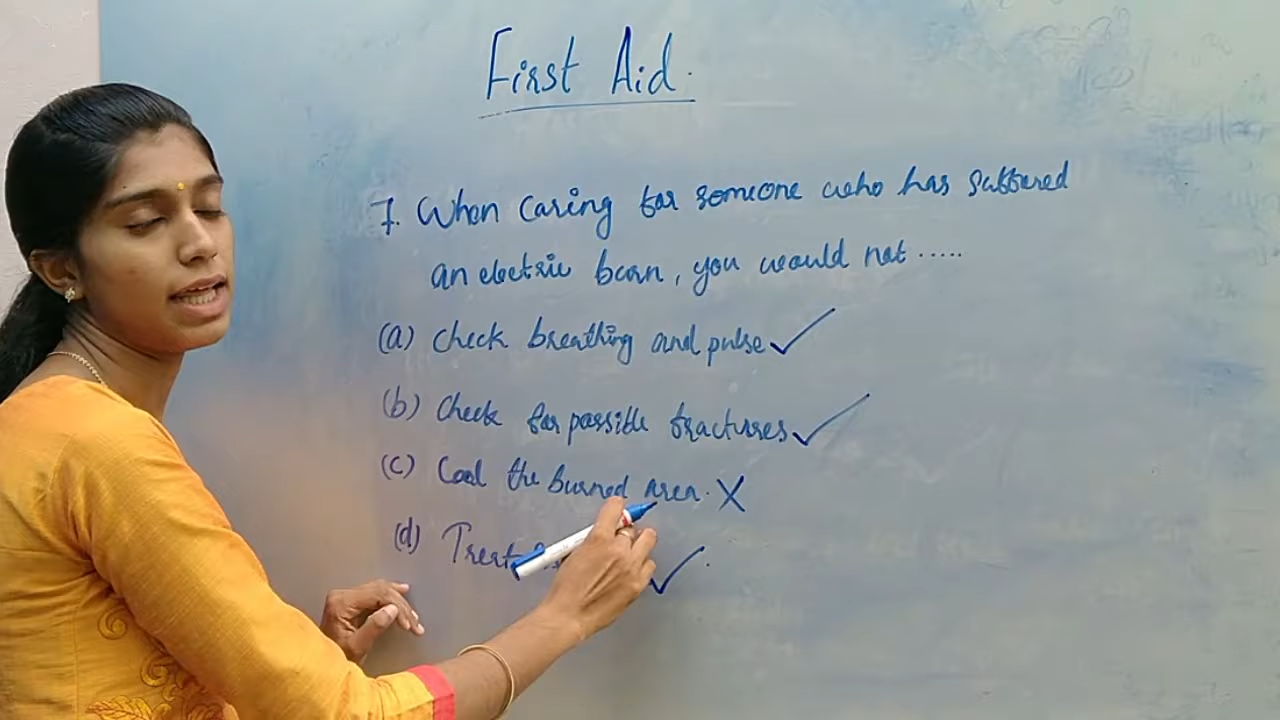 First Aid.
7. When caring for someone who has suffered
an electric burn, you would not .....
(a) check breathing and pulse ✓
(b) Check for possible fractures ✓
(c) Cool the burned area. X
(d) Treat ✓